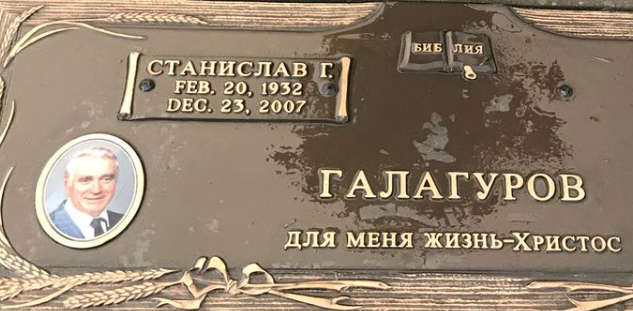 СТАНИСЛАВ Г.
FEB. 20, 1932
DEC. 23, 2007
БИБЛИЯ
ГАЛАГУРОВ
ДЛЯ МЕНЯ ЖИЗНЬ-ХРИСТОС